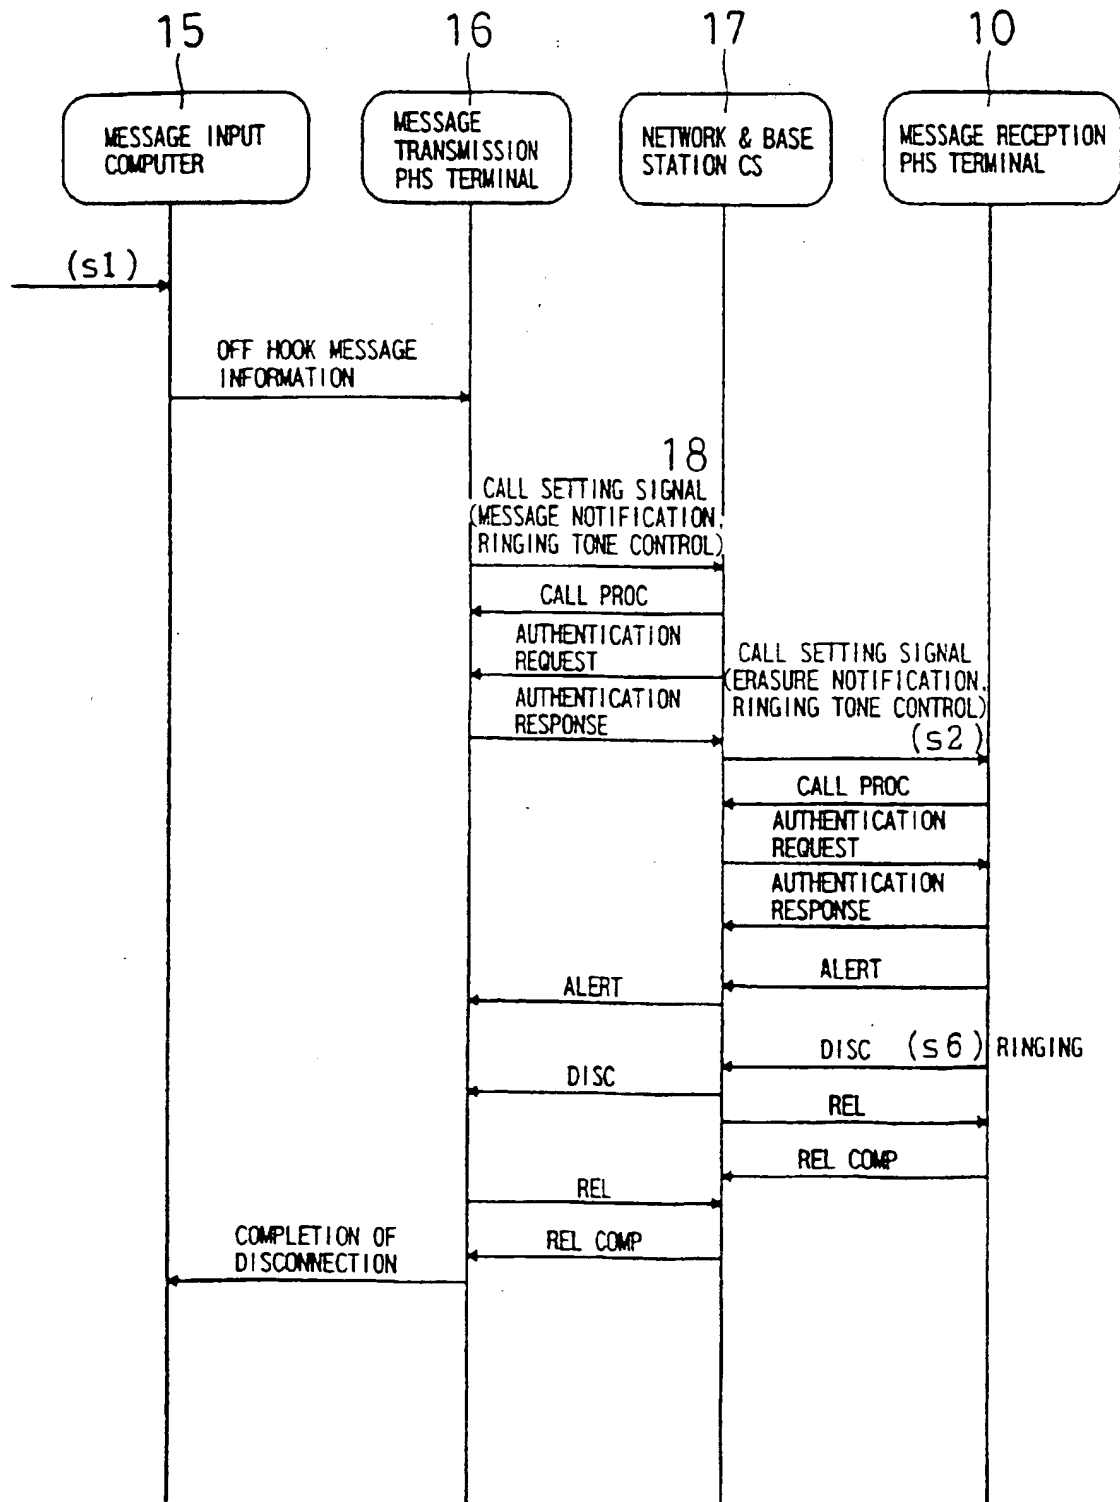 15
16
17
10
MESSAGE INPUT
COMPUTER
MESSAGE
TRANSMISSION
PHS TERMINAL
NETWORK & BASE
STATION CS
MESSAGE RECEPTION
PHS TERMINAL
(s1)
OFF HOOK MESSAGE
INFORMATION
18
CALL SETTING SIGNAL
(MESSAGE NOTIFICATION,
RINGING TONE CONTROL)
CALL PROC
AUTHENTICATION
REQUEST
CALL SETTING SIGNAL
(ERASURE NOTIFICATION,
RINGING TONE CONTROL)
AUTHENTICATION
RESPONSE
(s2)
CALL PROC
AUTHENTICATION
REQUEST
AUTHENTICATION
RESPONSE
ALERT
ALERT
DISC (s6) RINGING
DISC
REL
REL COMP
REL
COMPLETION OF
DISCONNECTION
REL COMP